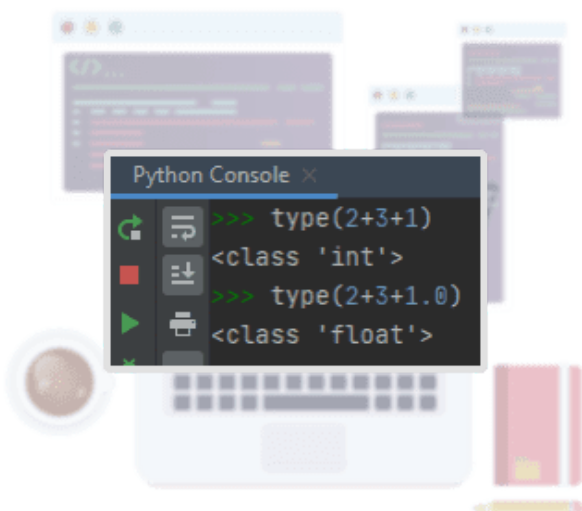 </>...
Python Console ×
>>> type(2+3+1)
<class 'int'>
>>> type(2+3+1.0)
<class 'float'>